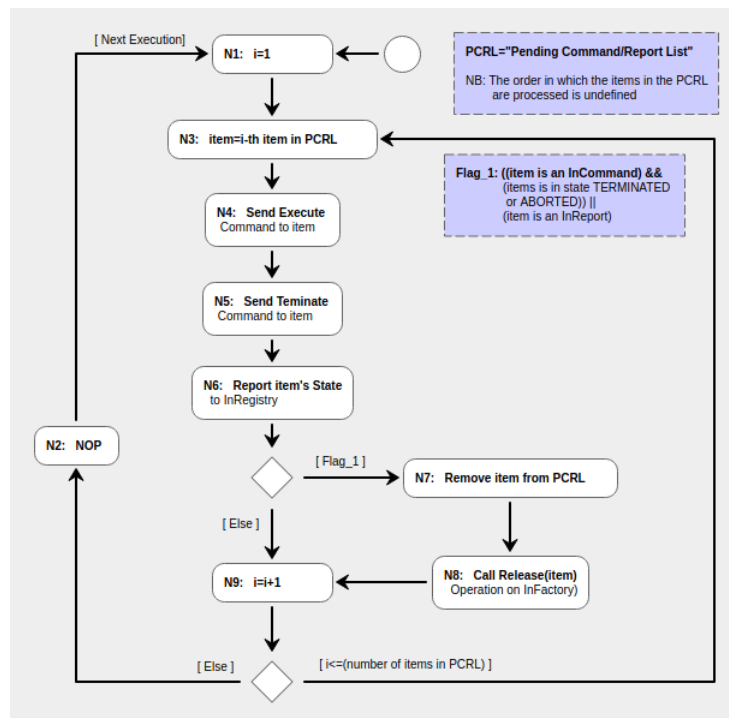 [ Next Execution]
N1:   i=1
PCRL="Pending Command/Report List"
NB: The order in which the items in the PCRL
are processed is undefined
N3:   item=i-th item in PCRL
Flag_1: ((item is an InCommand) &&
(items is in state TERMINATED
or ABORTED)) ||
(item is an InReport)
N4:   Send Execute
Command to item
N5:   Send Teminate
Command to item
N6:   Report item's State
to InRegistry
N2:   NOP
[ Flag_1 ]
N7:   Remove item from PCRL
[ Else ]
N9:   i=i+1
N8:   Call Release(item)
Operation on InFactory)
[ Else ]
[ i<=(number of items in PCRL) ]